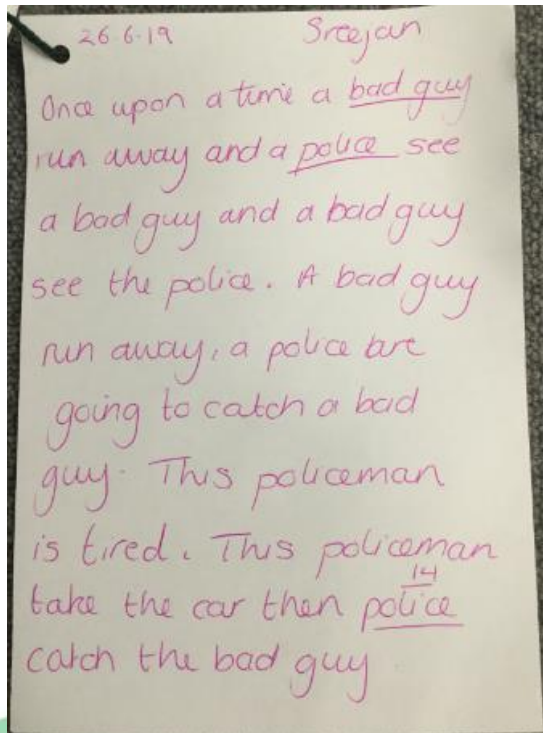 26-6-19 Sreejan
Once upon a time a bad guy
run away and a police see
a bad guy and a bad guy
see the police. A bad guy
run away, a police are
going to catch a bad
guy. This policeman
is tired. This policeman
14
take the car then police
catch the bad guy